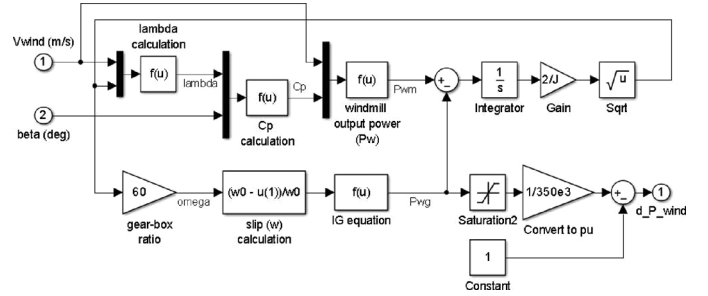 lambda
calculation
Vwind (m/s)
1
f(u)
lambda
2
beta (deg)
f(u)
Cp
Cp
calculation
f(u)
windmill
output power
(Pw)
Pwm
+
−
1
s
Integrator
2/J
Gain
√u
Sqrt
60
gear-box
ratio
omega
(w0 - u(1))/w0
slip (w)
calculation
f(u)
IG equation
Pwg
Saturation2
1/350e3
Convert to pu
+
−
1
d_P_wind
1
Constant